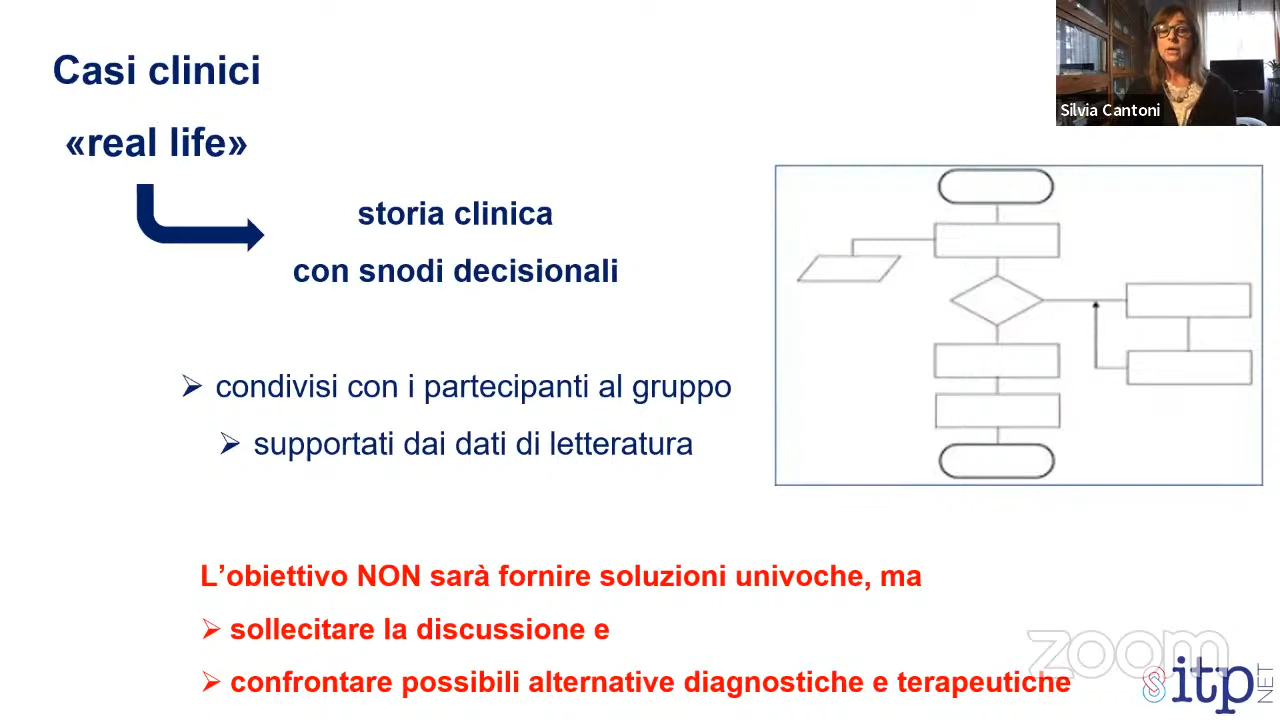 Casi clinici
«real life»
Silvia Cantoni
storia clinica
con snodi decisionali
➢ condivisi con i partecipanti al gruppo
➢ supportati dai dati di letteratura
L’obiettivo NON sarà fornire soluzioni univoche, ma
➢ sollecitare la discussione e
➢ confrontare possibili alternative diagnostiche e terapeutiche
zoom
itp
NET